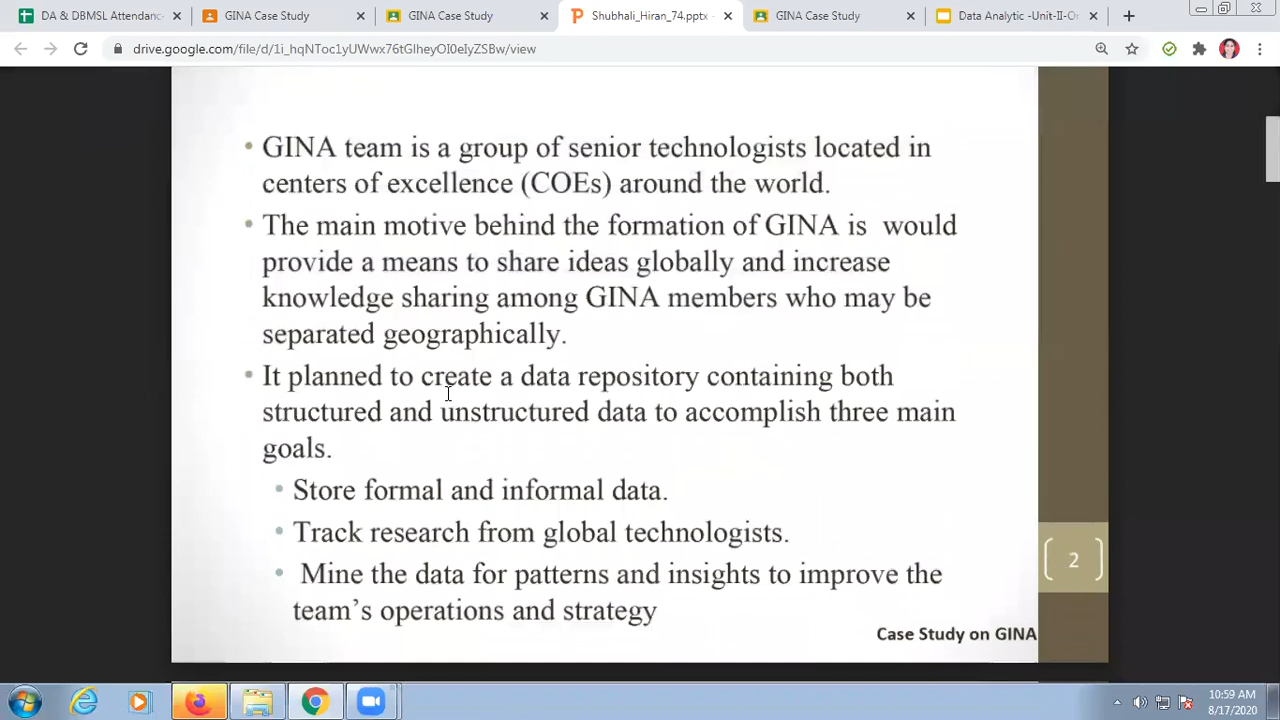 DA & DBMSL Attendanc
GINA Case Study
GINA Case Study
Shubhali_Hiran_74.pptx
GINA Case Study
Data Analytic -Unit-II-O
drive.google.com/file/d/1i_hqNToc1yUWwx76tGlheyOI0eIyZSBw/view
• GINA team is a group of senior technologists located in
centers of excellence (COEs) around the world.
• The main motive behind the formation of GINA is  would
provide a means to share ideas globally and increase
knowledge sharing among GINA members who may be
separated geographically.
• It planned to create a data repository containing both
structured and unstructured data to accomplish three main
goals.
• Store formal and informal data.
• Track research from global technologists.
• Mine the data for patterns and insights to improve the
team’s operations and strategy
2
Case Study on GINA
10:59 AM
8/17/2020